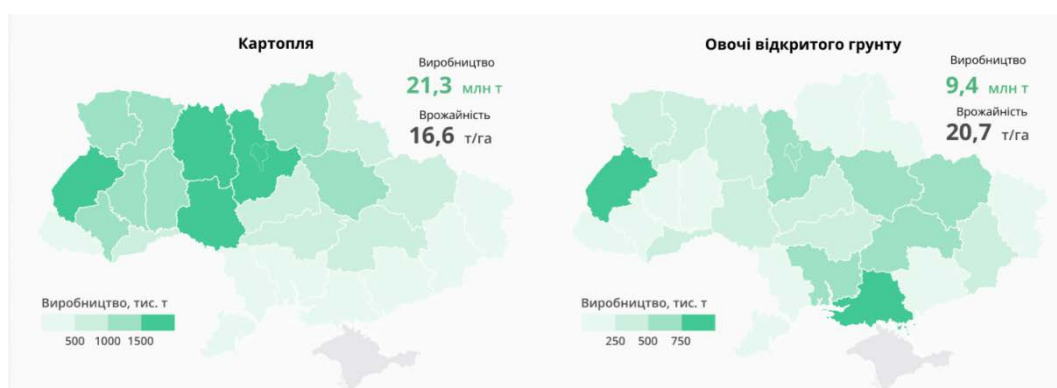 Картопля
Виробництво
21,3 млн т
Врожайність
16,6 т/га
Виробництво, тис. т
500 1000 1500
Овочі відкритого грунту
Виробництво
9,4 млн т
Врожайність
20,7 т/га
Виробництво, тис. т
250 500 750